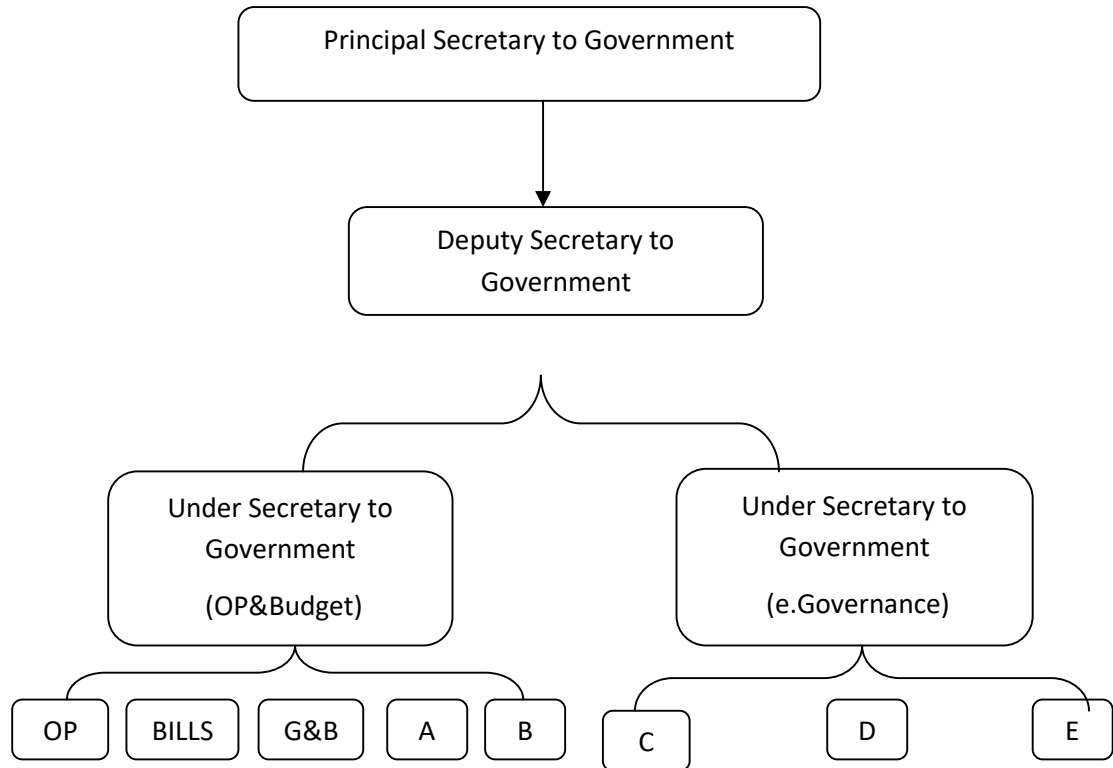 Principal Secretary to Government
Deputy Secretary to
Government
Under Secretary to
Government
(OP&Budget)
Under Secretary to
Government
(e.Governance)
OP
BILLS
G&B
A
B
C
D
E